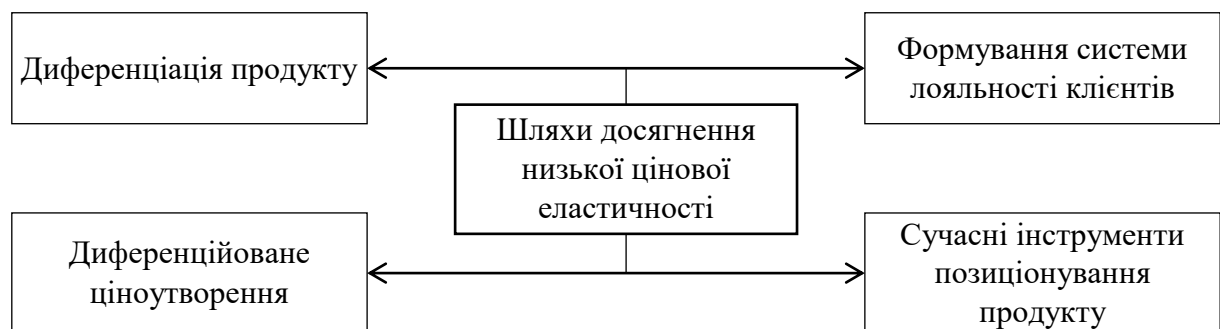 Диференціація продукту
Формування системи
лояльності клієнтів
Шляхи досягнення
низької цінової
еластичності
Диференційоване
ціноутворення
Сучасні інструменти
позиціонування
продукту